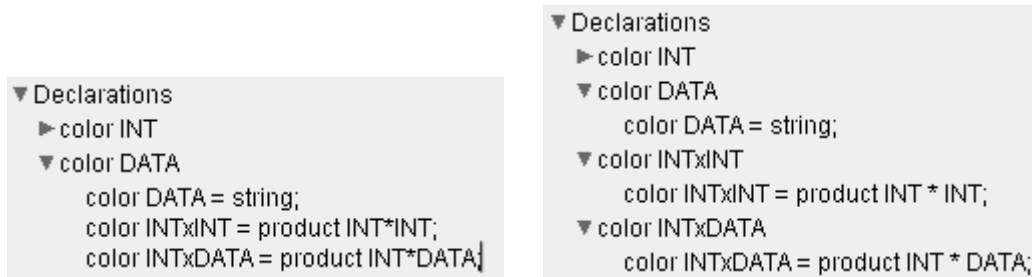 Declarations
color INT
color DATA
color DATA = string;
color INTxINT = product INT*INT;
color INTxDATA = product INT*DATA;
Declarations
color INT
color DATA
color DATA = string;
color INTxINT
color INTxINT = product INT * INT;
color INTxDATA
color INTxDATA = product INT * DATA;